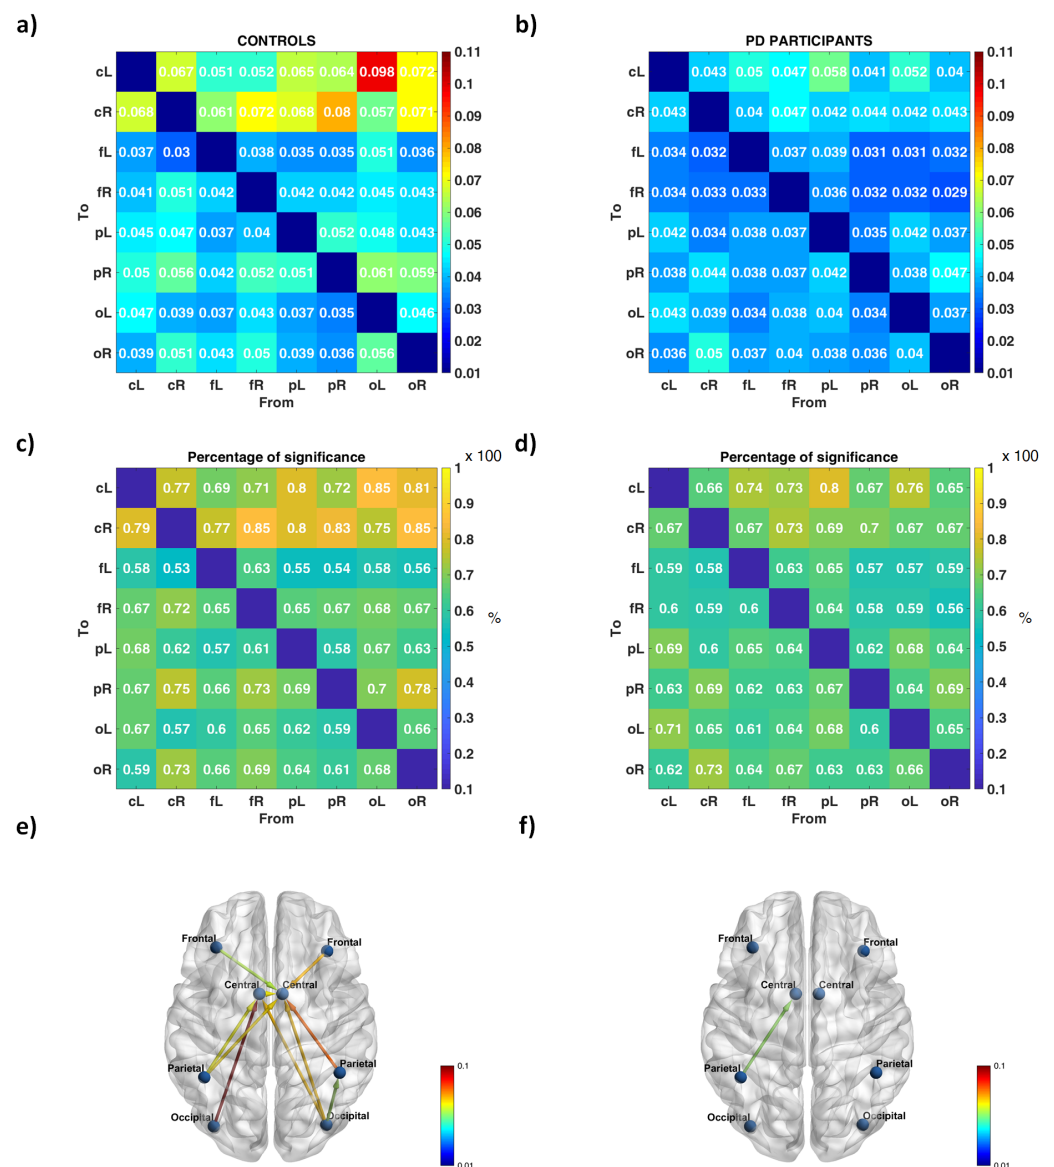 a)
CONTROLS
cL 0.067 0.051 0.052 0.065 0.064 0.098 0.072
cR 0.068 0.061 0.072 0.068 0.08 0.057 0.071
fL 0.037 0.03 0.038 0.035 0.035 0.051 0.036
fR 0.041 0.051 0.042 0.042 0.042 0.045 0.043
pL 0.045 0.047 0.037 0.04 0.052 0.048 0.043
pR 0.05 0.056 0.042 0.052 0.051 0.061 0.059
oL 0.047 0.039 0.037 0.043 0.037 0.035 0.046
oR 0.039 0.051 0.043 0.05 0.039 0.036 0.056
To
cL cR fL fR pL pR oL oR
From
0.11
0.1
0.09
0.08
0.07
0.06
0.05
0.04
0.03
0.02
0.01
b)
PD PARTICIPANTS
cL 0.043 0.05 0.047 0.058 0.041 0.052 0.04
cR 0.043 0.04 0.047 0.042 0.044 0.042 0.043
fL 0.034 0.032 0.037 0.039 0.031 0.031 0.032
fR 0.034 0.033 0.033 0.036 0.032 0.032 0.029
pL 0.042 0.034 0.038 0.037 0.035 0.042 0.037
pR 0.038 0.044 0.038 0.037 0.042 0.038 0.047
oL 0.043 0.039 0.034 0.038 0.04 0.034 0.037
oR 0.036 0.05 0.037 0.04 0.038 0.036 0.04
To
cL cR fL fR pL pR oL oR
From
0.11
0.1
0.09
0.08
0.07
0.06
0.05
0.04
0.03
0.02
0.01
c)
Percentage of significance
x 100
cL 0.77 0.69 0.71 0.8 0.72 0.85 0.81
cR 0.79 0.77 0.85 0.8 0.83 0.75 0.85
fL 0.58 0.53 0.63 0.55 0.54 0.58 0.56
fR 0.67 0.72 0.65 0.65 0.67 0.68 0.67
pL 0.68 0.62 0.57 0.61 0.58 0.67 0.63
pR 0.67 0.75 0.66 0.73 0.69 0.7 0.78
oL 0.67 0.57 0.6 0.65 0.62 0.59 0.66
oR 0.59 0.73 0.66 0.69 0.64 0.61 0.68
To
cL cR fL fR pL pR oL oR
From
1
0.9
0.8
0.7
0.6
0.5
0.4
0.3
0.2
0.1
%
d)
Percentage of significance
x 100
cL 0.66 0.74 0.73 0.8 0.67 0.76 0.65
cR 0.67 0.67 0.73 0.69 0.7 0.67 0.67
fL 0.59 0.58 0.63 0.65 0.57 0.57 0.59
fR 0.6 0.59 0.6 0.64 0.58 0.59 0.56
pL 0.69 0.6 0.65 0.64 0.62 0.68 0.64
pR 0.63 0.69 0.62 0.63 0.67 0.64 0.69
oL 0.71 0.65 0.61 0.64 0.68 0.6 0.65
oR 0.62 0.73 0.64 0.67 0.63 0.63 0.66
To
cL cR fL fR pL pR oL oR
From
1
0.9
0.8
0.7
0.6
0.5
0.4
0.3
0.2
0.1
%
e)
Frontal Frontal
Central Central
Parietal Parietal
Occipital Occipital
0.1
0.01
f)
Frontal Frontal
Central Central
Parietal Parietal
Occipital Occipital
0.1
0.01